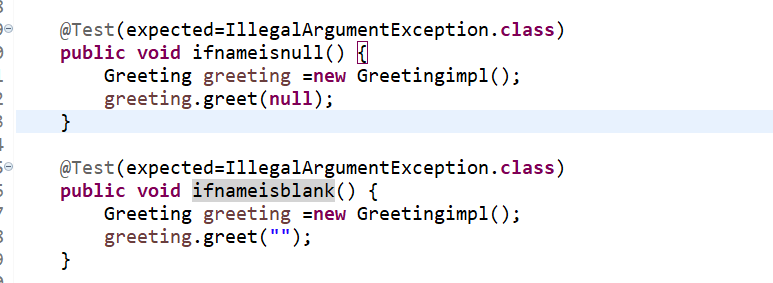 @Test(expected=IllegalArgumentException.class)
public void ifnameisnull() {
Greeting greeting =new Greetingimpl();
greeting.greet(null);
}
@Test(expected=IllegalArgumentException.class)
public void ifnameisblank() {
Greeting greeting =new Greetingimpl();
greeting.greet("");
}